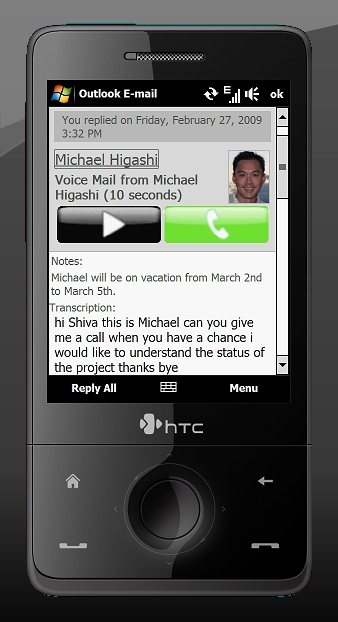 Outlook E-mail
E
ok
You replied on Friday, February 27, 2009
3:32 PM
Michael Higashi
Voice Mail from Michael
Higashi (10 seconds)
Notes:
Michael will be on vacation from March 2nd
to March 5th.
Transcription:
hi Shiva this is Michael can you give
me a call when you have a chance i
would like to understand the status of
the project thanks bye
Reply All
Menu
hTC